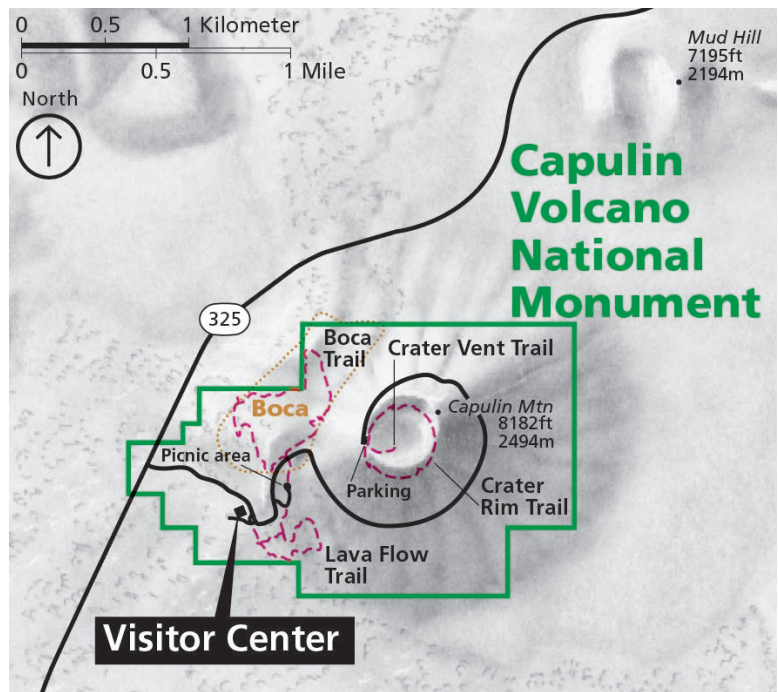 0 0.5 1 Kilometer
0 0.5 1 Mile
North
Mud Hill
7195ft
2194m
Capulin
Volcano
National
Monument
325
Boca
Trail
Crater Vent Trail
Boca
Capulin Mtn
8182ft
2494m
Picnic area
Parking
Crater
Rim Trail
Lava Flow
Trail
Visitor Center